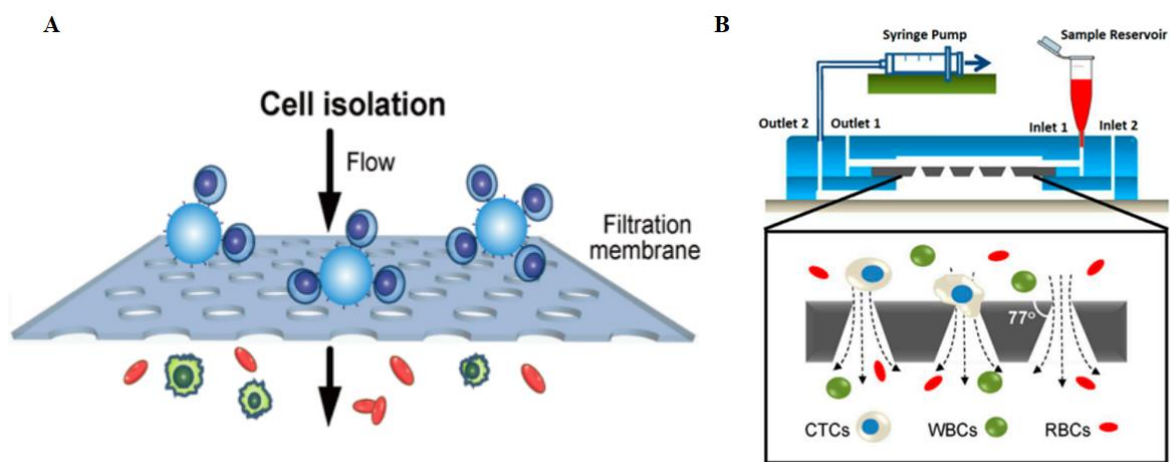 A
Cell isolation
Flow
Filtration
membrane
B
Syringe Pump
Sample Reservoir
Outlet 2
Outlet 1
Inlet 1
Inlet 2
77°
CTCs
WBCs
RBCs